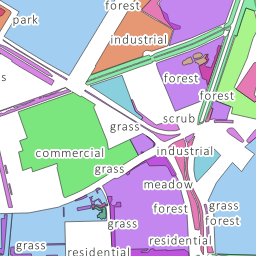 forest
park
industrial
s
forest
forest
scrub
grass
commercial
industrial
grass
meadow
forest
grass
forest
grass
grass
residential
residential